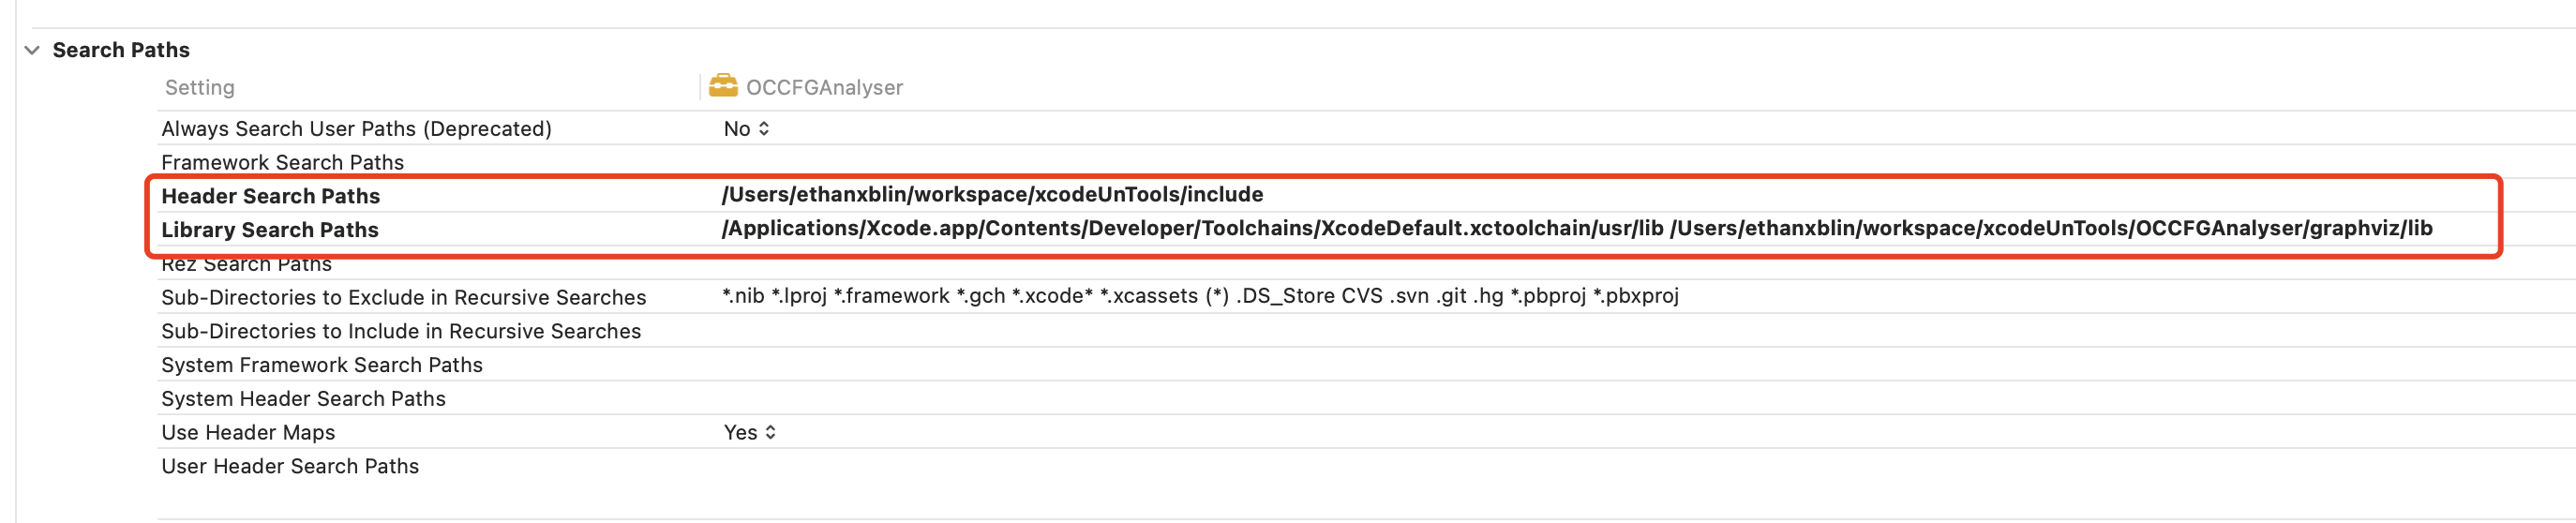 Search Paths
Setting OCCFGAnalyser
Always Search User Paths (Deprecated) No
Framework Search Paths
Header Search Paths /Users/ethanxblin/workspace/xcodeUnTools/include
Library Search Paths /Applications/Xcode.app/Contents/Developer/Toolchains/XcodeDefault.xctoolchain/usr/lib /Users/ethanxblin/workspace/xcodeUnTools/OCCFGAnalyser/graphviz/lib
Rez Search Paths
Sub-Directories to Exclude in Recursive Searches *.nib *.lproj *.framework *.gch *.xcode* *.xcassets (*) .DS_Store CVS .svn .git .hg *.pbproj *.pbxproj
Sub-Directories to Include in Recursive Searches
System Framework Search Paths
System Header Search Paths
Use Header Maps Yes
User Header Search Paths